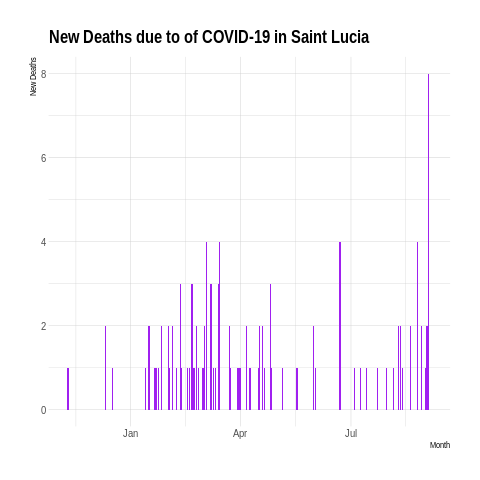 New Deaths due to of COVID-19 in Saint Lucia
New Deaths
8
6
4
2
0
Jan Apr Jul
Month